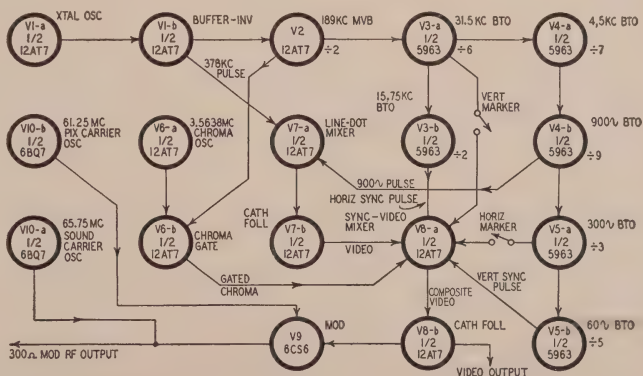 V1-a
1/2
12AT7
XTAL OSC
V1-b
1/2
12AT7
BUFFER-INV
V2
12AT7
189KC MVB
÷2
V3-a
1/2
5963
31.5 KC BTO
÷6
V4-a
1/2
5963
4,5KC BTO
÷7
378KC
PULSE
VERT
MARKER
V10-b
1/2
6BQ7
61.25 MC
PIX CARRIER
OSC
V6-a
1/2
12AT7
3.5638MC
CHROMA
OSC
V7-a
1/2
12AT7
LINE-DOT
MIXER
15.75KC
BTO
V3-b
1/2
5963
÷2
V4-b
1/2
5963
900∿ BTO
÷9
900∿ PULSE
HORIZ SYNC PULSE
V10-a
1/2
6BQ7
65.75 MC
SOUND
CARRIER
OSC
V6-b
1/2
12AT7
CHROMA
GATE
V7-b
1/2
12AT7
CATH
FOLL
VIDEO
SYNC-VIDEO
MIXER
V8-a
1/2
12AT7
HORIZ
MARKER
V5-a
1/2
5963
300∿ BTO
÷3
GATED
CHROMA
COMPOSITE
VIDEO
VERT SYNC
PULSE
300Ω MOD RF OUTPUT
V9
6CS6
MOD
V8-b
1/2
12AT7
CATH FOLL
V5-b
1/2
5963
60∿ BTO
÷5
VIDEO OUTPUT